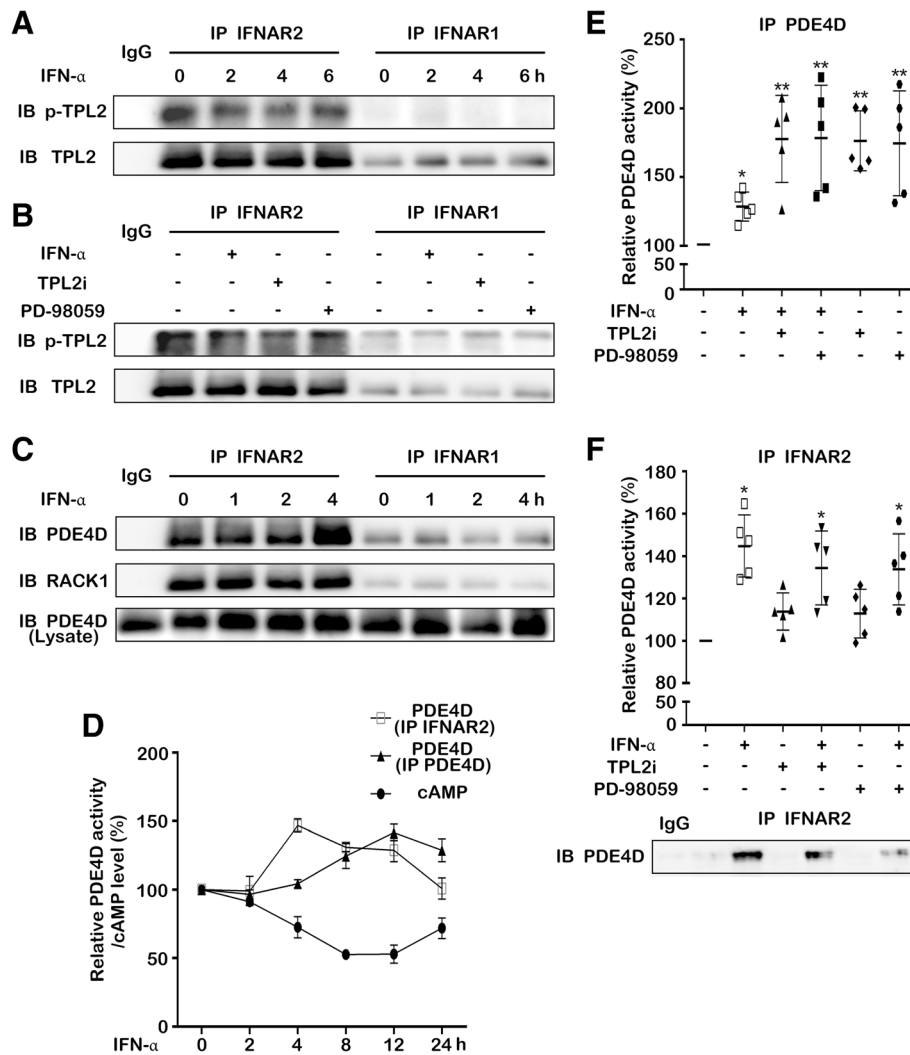 A
IgG
IP IFNAR2
IP IFNAR1
IFN-α 0 2 4 6 0 2 4 6 h
IB p-TPL2
IB TPL2
B
IgG
IP IFNAR2
IP IFNAR1
IFN-α - - + - - - + - -
TPL2i - - - + - - - + -
PD-98059 - - - - + - - - +
IB p-TPL2
IB TPL2
C
IgG
IP IFNAR2
IP IFNAR1
IFN-α 0 1 2 4 0 1 2 4 h
IB PDE4D
IB RACK1
IB PDE4D
(Lysate)
D
PDE4D
(IP IFNAR2)
PDE4D
(IP PDE4D)
cAMP
Relative PDE4D activity
/cAMP level (%)
200
150
100
50
0
IFN-α 0 2 4 8 12 24 h
E
IP PDE4D
Relative PDE4D activity (%)
250
200
150
100
50
0
* ** ** ** **
IFN-α - + + + - -
TPL2i - - + - + -
PD-98059 - - - + - +
F
IP IFNAR2
Relative PDE4D activity (%)
180
160
140
120
100
80
50
0
* * *
IFN-α - + - + - +
TPL2i - - + + - -
PD-98059 - - - - + +
IgG
IP IFNAR2
IB PDE4D